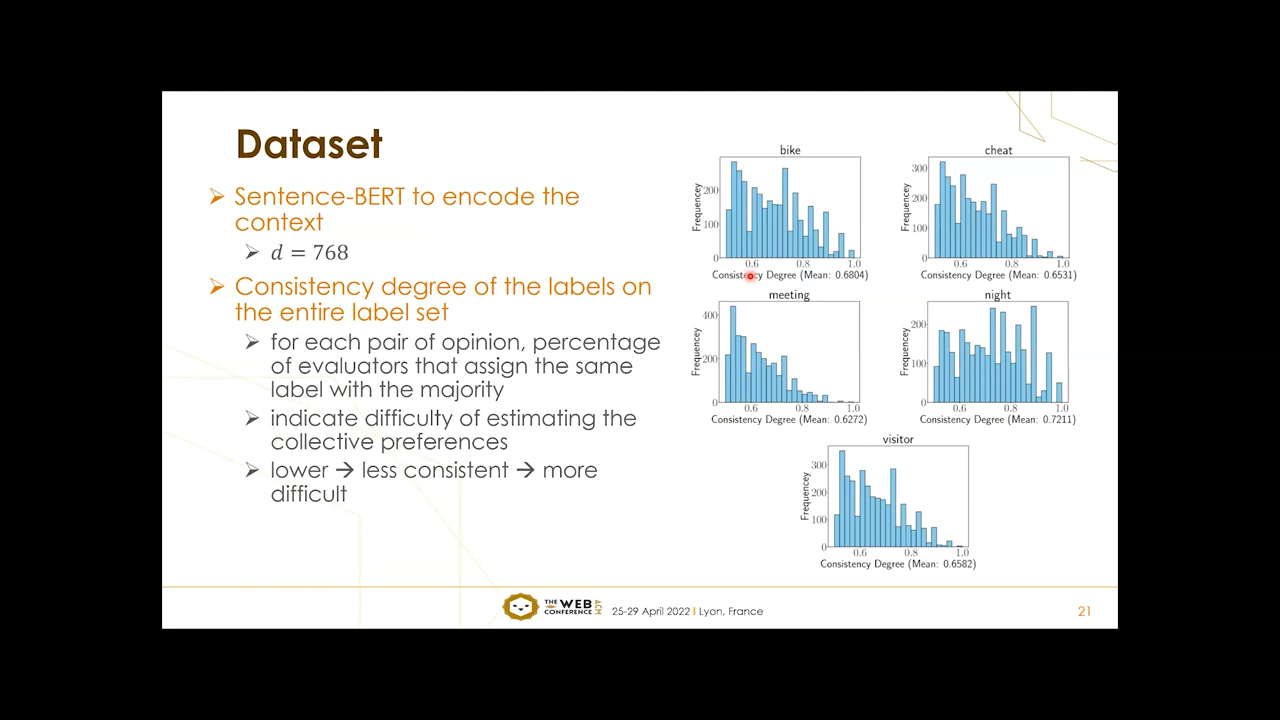 Dataset
➢ Sentence-BERT to encode the
context
➢ d = 768
➢ Consistency degree of the labels on
the entire label set
➢ for each pair of opinion, percentage
of evaluators that assign the same
label with the majority
➢ indicate difficulty of estimating the
collective preferences
➢ lower → less consistent → more
difficult
bike
Frequencey
200
100
0
0.6 0.8 1.0
Consistency Degree (Mean: 0.6804)
cheat
Frequencey
300
200
100
0
0.6 0.8 1.0
Consistency Degree (Mean: 0.6531)
meeting
Frequencey
400
200
0
0.6 0.8 1.0
Consistency Degree (Mean: 0.6272)
night
Frequencey
200
100
0
0.6 0.8 1.0
Consistency Degree (Mean: 0.7211)
visitor
Frequencey
300
200
100
0
0.6 0.8 1.0
Consistency Degree (Mean: 0.6582)
THE WEB
CONFERENCE
ACM
25-29 April 2022 I Lyon, France
21